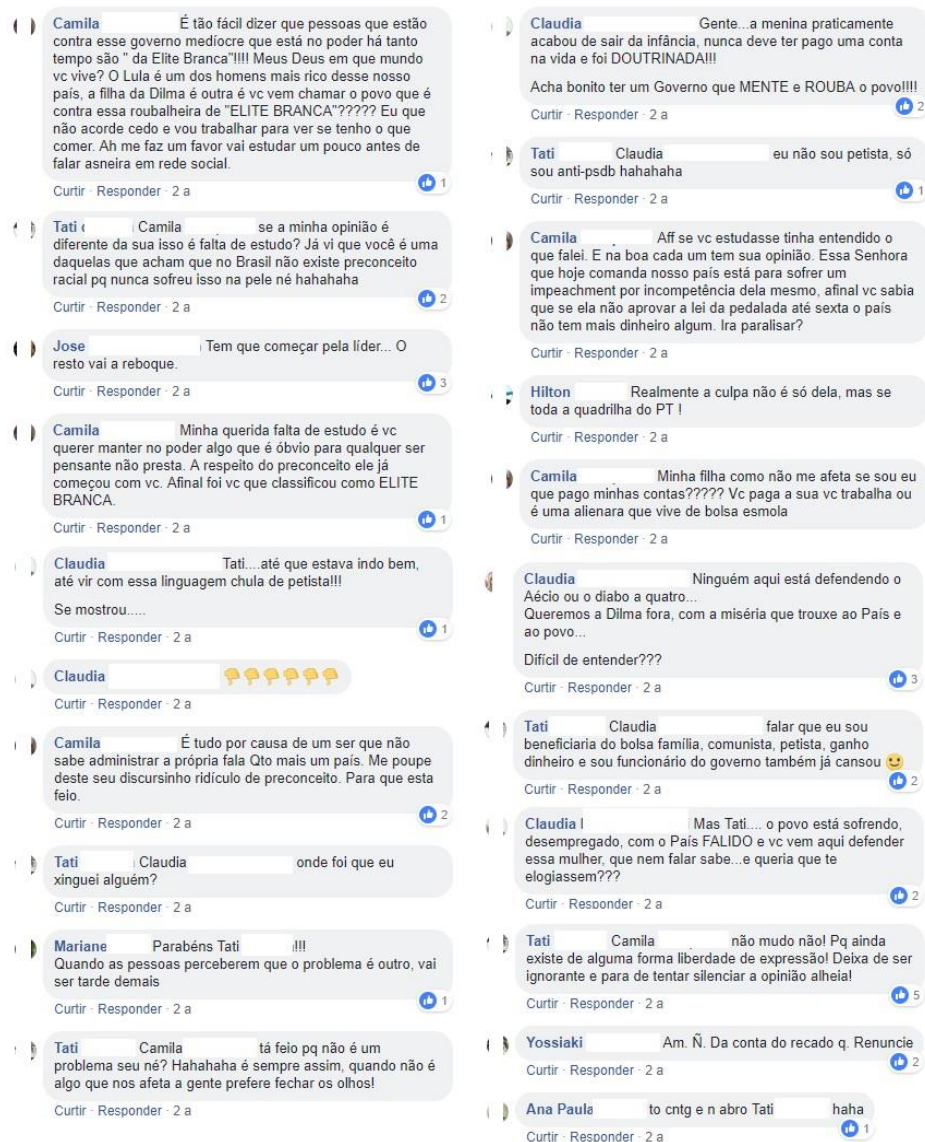 Camila É tão fácil dizer que pessoas que estão
contra esse governo medíocre que está no poder há tanto
tempo são " da Elite Branca"!!!! Meus Deus em que mundo
vc vive? O Lula é um dos homens mais rico desse nosso
país, a filha da Dilma é outra é vc vem chamar o povo que é
contra essa roubalheira de "ELITE BRANCA"????? Eu que
não acorde cedo e vou trabalhar para ver se tenho o que
comer. Ah me faz um favor vai estudar um pouco antes de
falar asneira em rede social.
1
Curtir · Responder · 2 a
Tati Camila se a minha opinião é
diferente da sua isso é falta de estudo? Já vi que você é uma
daquelas que acham que no Brasil não existe preconceito
racial pq nunca sofreu isso na pele né hahahaha
2
Curtir · Responder · 2 a
Jose Tem que começar pela líder... O
resto vai a reboque.
3
Curtir · Responder · 2 a
Camila Minha querida falta de estudo é vc
querer manter no poder algo que é óbvio para qualquer ser
pensante não presta. A respeito do preconceito ele já
começou com vc. Afinal foi vc que classificou como ELITE
BRANCA.
1
Curtir · Responder · 2 a
Claudia Tati....até que estava indo bem,
até vir com essa linguagem chula de petista!!!
Se mostrou.....
1
Curtir · Responder · 2 a
Claudia 👇👇👇👇👇👇
Curtir · Responder · 2 a
Camila É tudo por causa de um ser que não
sabe administrar a própria fala Qto mais um país. Me poupe
deste seu discursinho ridículo de preconceito. Para que esta
feio.
2
Curtir · Responder · 2 a
Tati Claudia onde foi que eu
xinguei alguém?
Curtir · Responder · 2 a
Mariane Parabéns Tati !!!
Quando as pessoas perceberem que o problema é outro, vai
ser tarde demais
1
Curtir · Responder · 2 a
Tati Camila tá feio pq não é um
problema seu né? Hahahaha é sempre assim, quando não é
algo que nos afeta a gente prefere fechar os olhos!
Curtir · Responder · 2 a
Claudia Gente...a menina praticamente
acabou de sair da infância, nunca deve ter pago uma conta
na vida e foi DOUTRINADA!!!
Acha bonito ter um Governo que MENTE e ROUBA o povo!!!!
2
Curtir · Responder · 2 a
Tati Claudia eu não sou petista, só
sou anti-psdb hahahaha
1
Curtir · Responder · 2 a
Camila Aff se vc estudasse tinha entendido o
que falei. E na boa cada um tem sua opinião. Essa Senhora
que hoje comanda nosso país está para sofrer um
impeachment por incompetência dela mesmo, afinal vc sabia
que se ela não aprovar a lei da pedalada até sexta o país
não tem mais dinheiro algum. Ira paralisar?
Curtir · Responder · 2 a
Hilton Realmente a culpa não é só dela, mas se
toda a quadrilha do PT !
Curtir · Responder · 2 a
Camila Minha filha como não me afeta se sou eu
que pago minhas contas????? Vc paga a sua vc trabalha ou
é uma alienara que vive de bolsa esmola
Curtir · Responder · 2 a
Claudia Ninguém aqui está defendendo o
Aécio ou o diabo a quatro...
Queremos a Dilma fora, com a miséria que trouxe ao País e
ao povo...
Difícil de entender???
3
Curtir · Responder · 2 a
Tati Claudia falar que eu sou
beneficiaria do bolsa família, comunista, petista, ganho
dinheiro e sou funcionário do governo também já cansou 🙂
2
Curtir · Responder · 2 a
Claudia Mas Tati.... o povo está sofrendo,
desempregado, com o País FALIDO e vc vem aqui defender
essa mulher, que nem falar sabe...e queria que te
elogiassem???
2
Curtir · Responder · 2 a
Tati Camila não mudo não! Pq ainda
existe de alguma forma liberdade de expressão! Deixa de ser
ignorante e para de tentar silenciar a opinião alheia!
5
Curtir · Responder · 2 a
Yossiaki Am. Ñ. Da conta do recado q. Renuncie
2
Curtir · Responder · 2 a
Ana Paula to cntg e n abro Tati haha
1
Curtir · Responder · 2 a